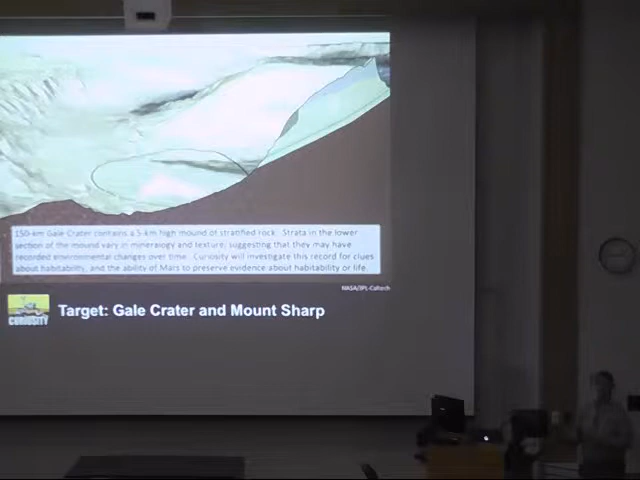 150-km Gale Crater contains a 5-km high mound of stratified rock. Strata in the lower
section of the mound vary in mineralogy and texture, suggesting that they may have
recorded environmental changes over time. Curiosity will investigate this record for clues
about habitability, and the ability of Mars to preserve evidence about habitability or life.
NASA/JPL-Caltech
CURIOSITY
Target: Gale Crater and Mount Sharp